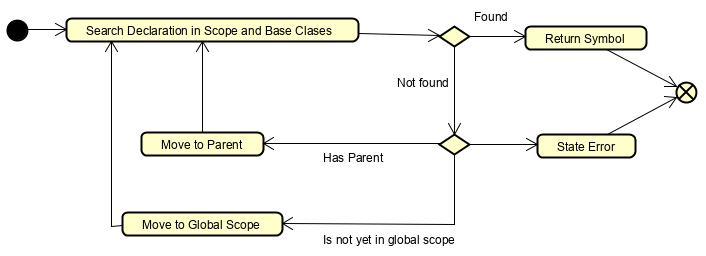 Found
Search Declaration in Scope and Base Clases
Return Symbol
Not found
Move to Parent
Has Parent
State Error
Move to Global Scope
Is not yet in global scope